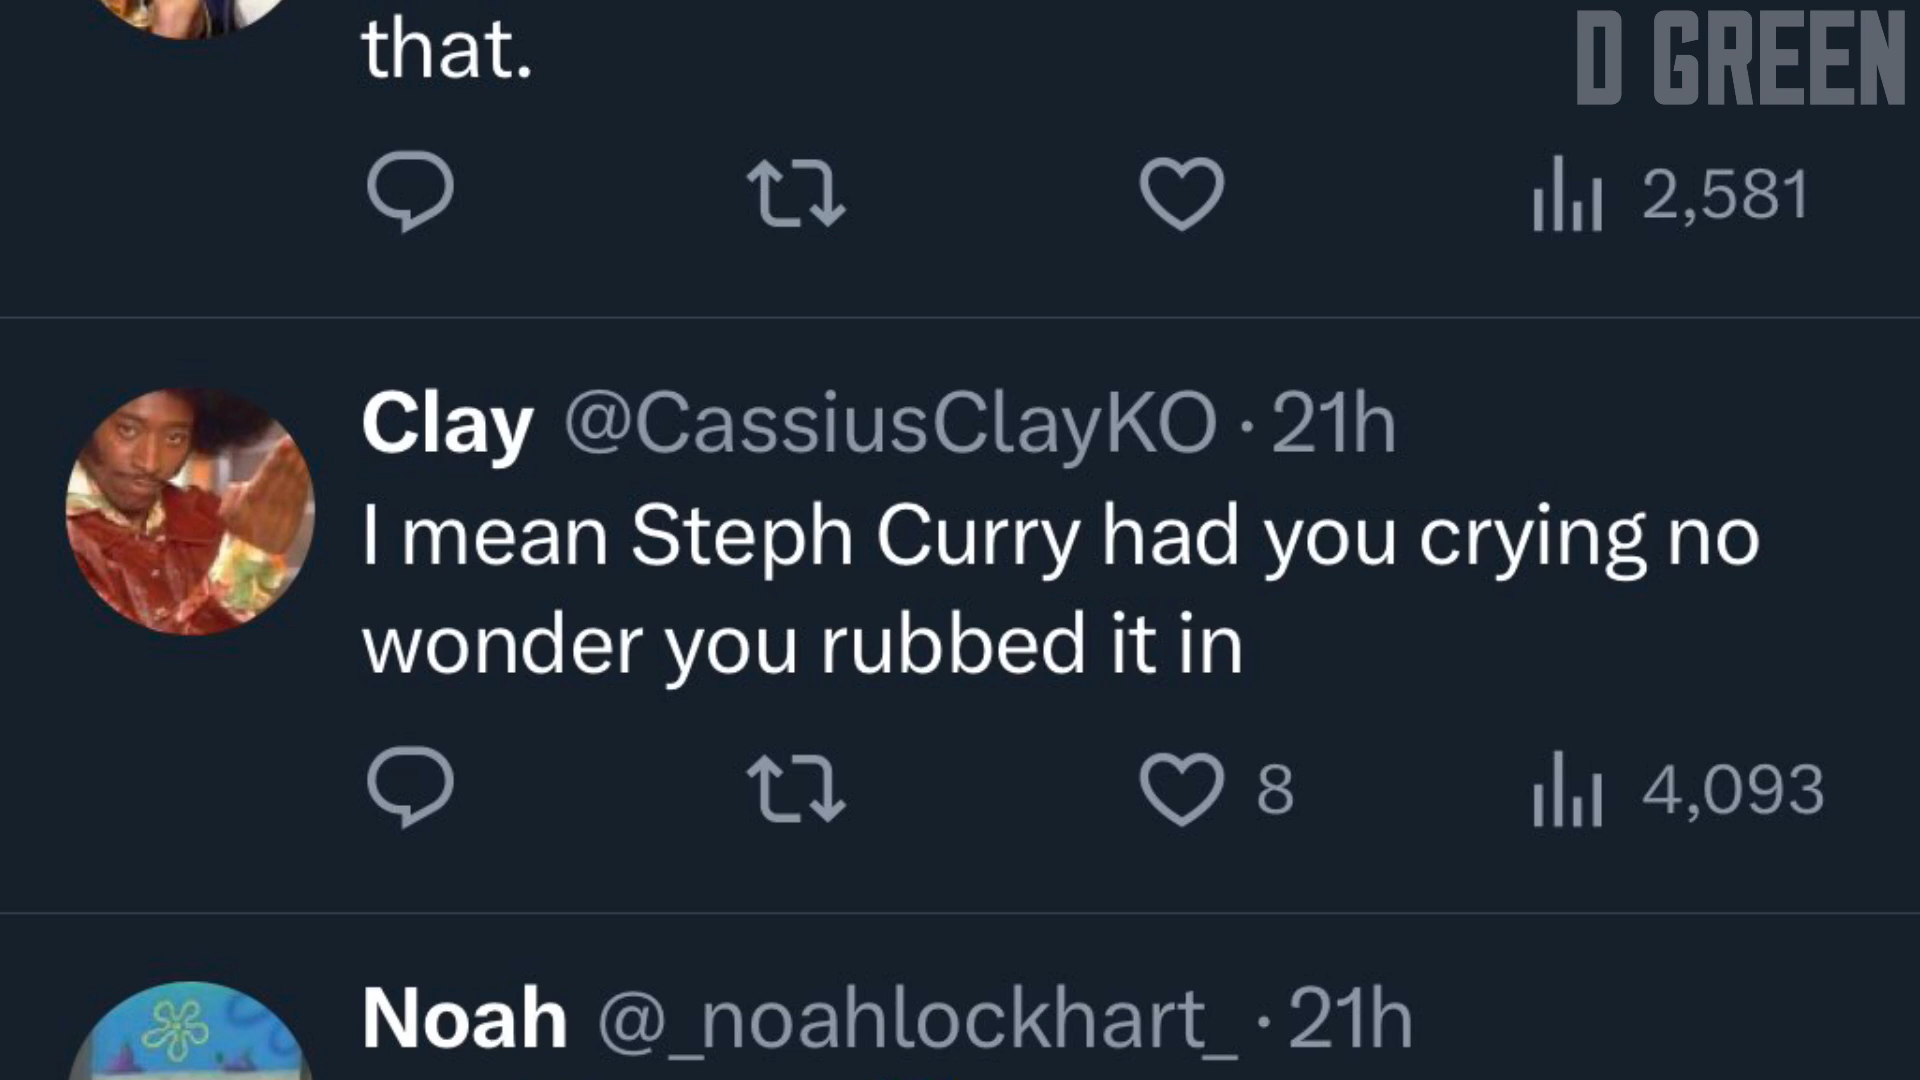 that.
D GREEN
2,581
Clay @CassiusClayKO · 21h
I mean Steph Curry had you crying no
wonder you rubbed it in
8 4,093
Noah @_noahlockhart_ · 21h